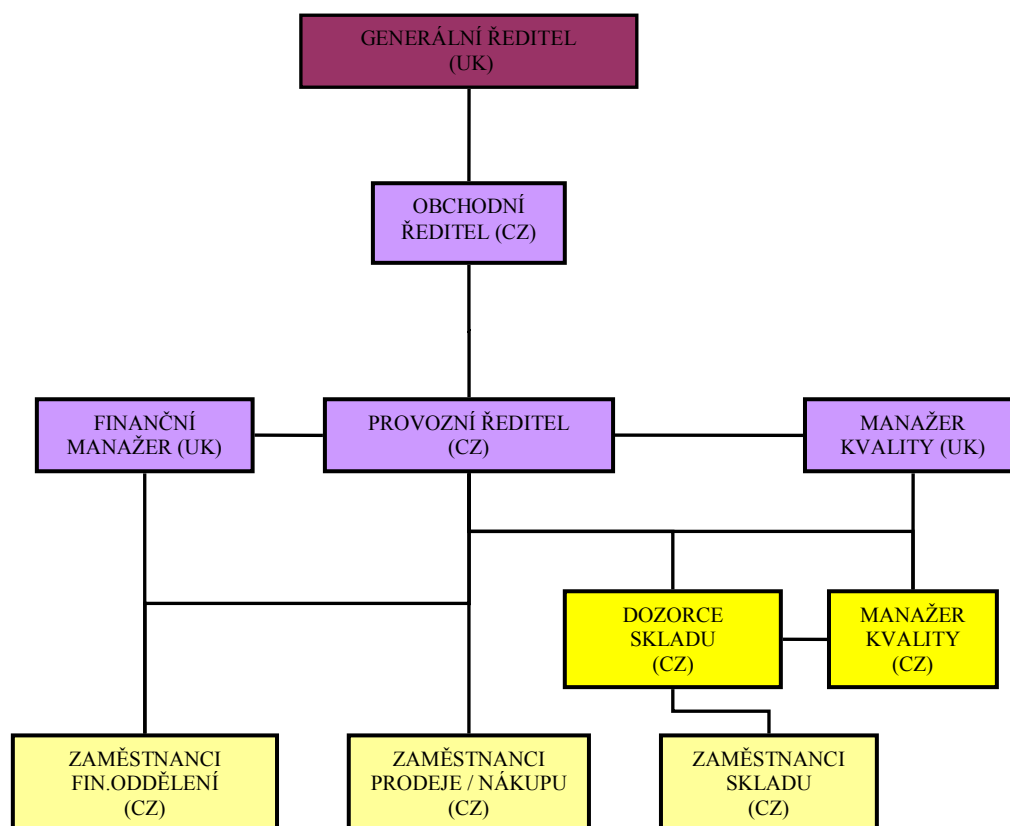 GENERÁLNÍ ŘEDITEL
(UK)
OBCHODNÍ
ŘEDITEL (CZ)
FINANČNÍ
MANAŽER (UK)
PROVOZNÍ ŘEDITEL
(CZ)
MANAŽER
KVALITY (UK)
DOZORCE
SKLADU
(CZ)
MANAŽER
KVALITY
(CZ)
ZAMĚSTNANCI
FIN.ODDĚLENÍ
(CZ)
ZAMĚSTNANCI
PRODEJE / NÁKUPU
(CZ)
ZAMĚSTNANCI
SKLADU
(CZ)